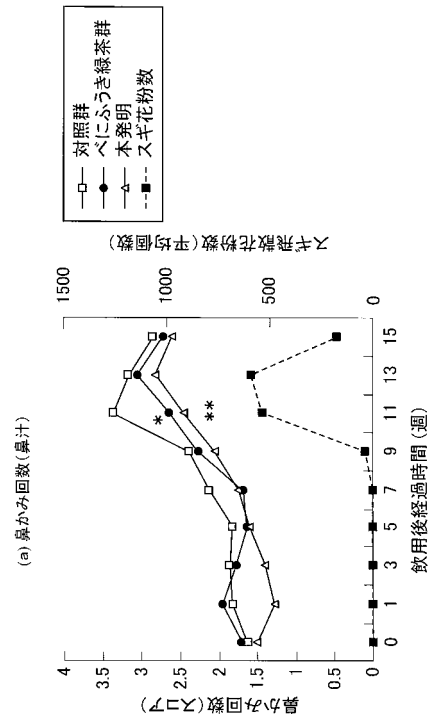 (a) 鼻かみ回数(鼻汁)
鼻かみ回数(スコア)
4
3.5
3
2.5
2
1.5
1
0.5
0
スギ飛散花粉数(平均個数)
1500
1000
500
0
*
**
0 1 3 5 7 9 11 13 15
飲用後経過時間(週)
対照群
べにふうき緑茶群
本発明
スギ花粉数